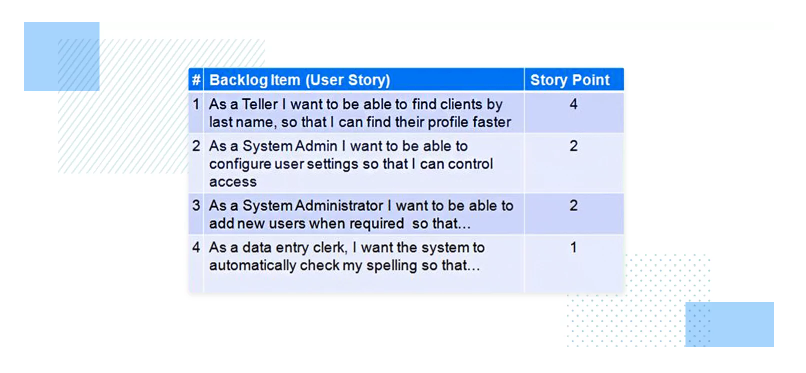 # Backlog Item (User Story) Story Point
1 As a Teller I want to be able to find clients by 4
last name, so that I can find their profile faster
2 As a System Admin I want to be able to 2
configure user settings so that I can control
access
3 As a System Administrator I want to be able to 2
add new users when required so that...
4 As a data entry clerk, I want the system to 1
automatically check my spelling so that...